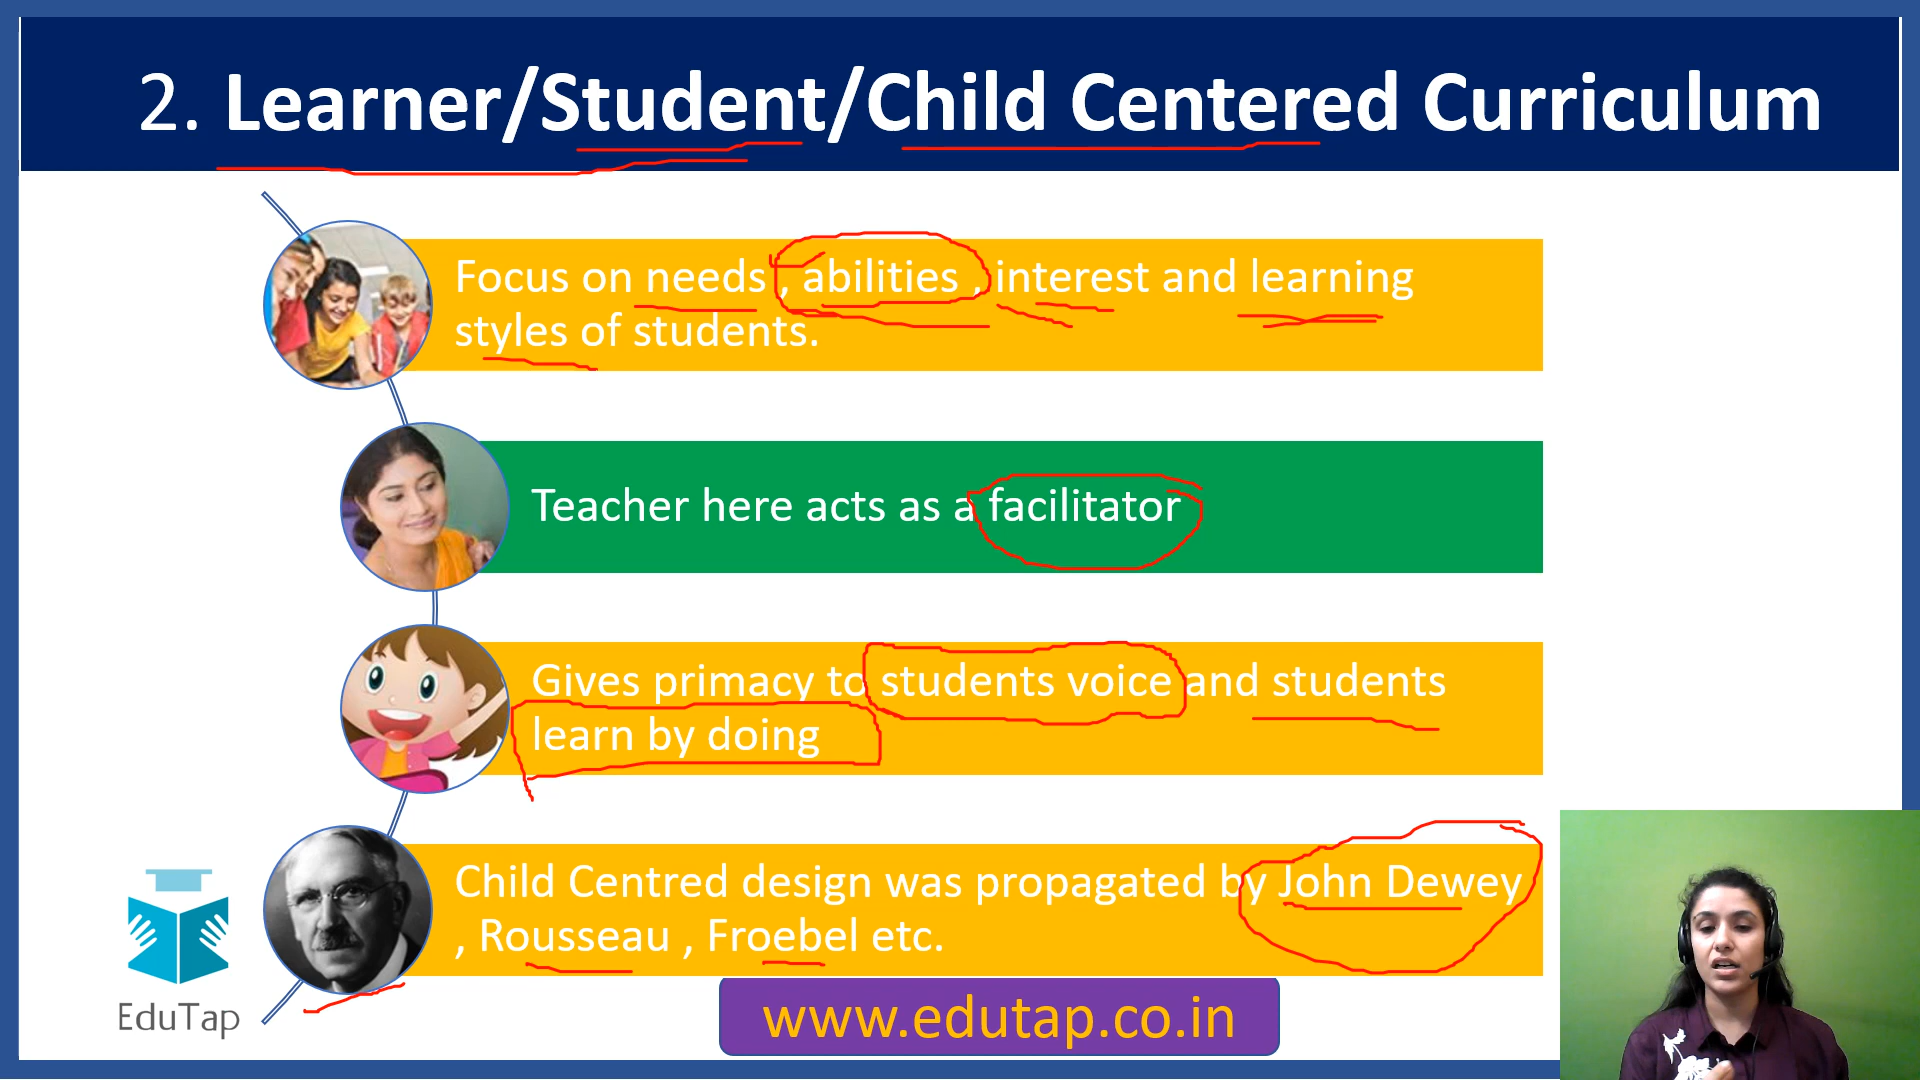 2. Learner/Student/Child Centered Curriculum
Focus on needs , abilities , interest and learning
styles of students.
Teacher here acts as a facilitator
Gives primacy to students voice and students
learn by doing
Child Centred design was propagated by John Dewey
, Rousseau , Froebel etc.
EduTap
www.edutap.co.in